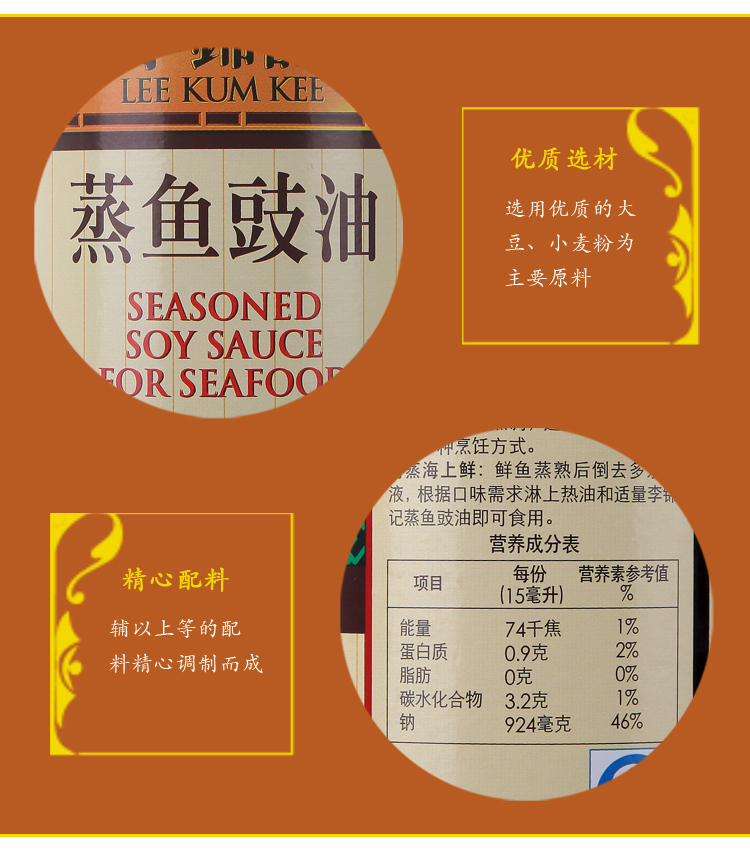 LEE KUM KEE
蒸鱼豉油
SEASONED
SOY SAUCE
FOR SEAFOOD
优质选材
选用优质的大
豆、小麦粉为
主要原料
精心配料
辅以上等的配
料精心调制而成
种烹饪方式。
蒸海上鲜：鲜鱼蒸熟后倒去多
液，根据口味需求淋上热油和适量李锦
记蒸鱼豉油即可食用。
营养成分表
项目 每份 营养素参考值
(15毫升) %
能量 74千焦 1%
蛋白质 0.9克 2%
脂肪 0克 0%
碳水化合物 3.2克 1%
钠 924毫克 46%